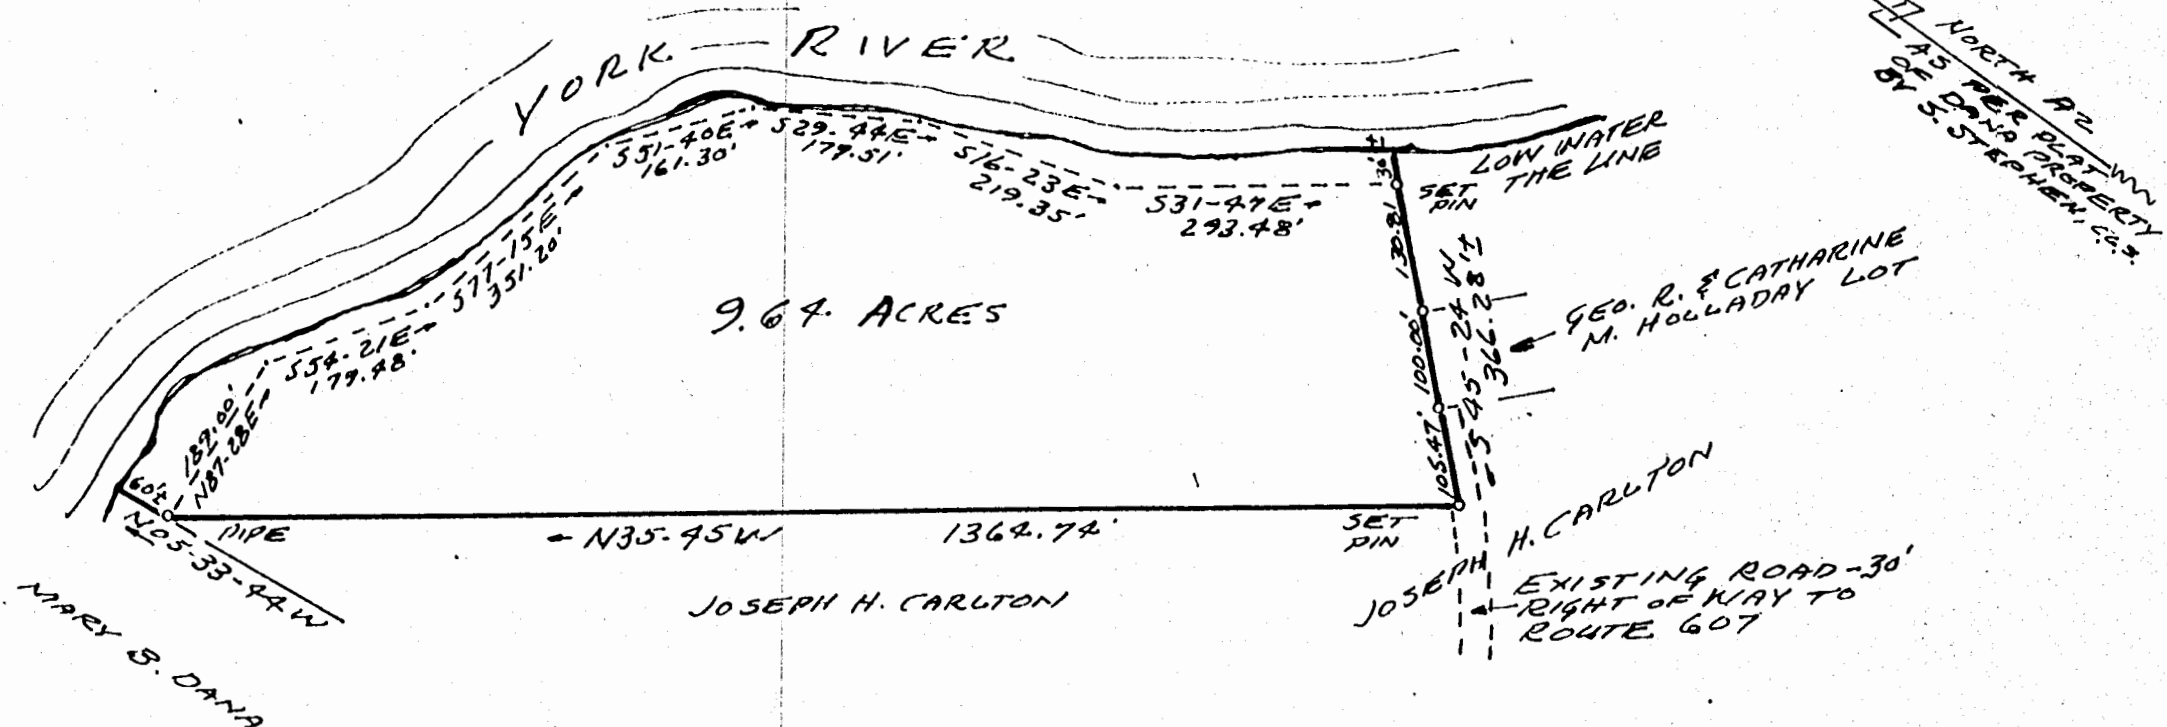 YORK RIVER
NORTH AZ
AS PER PLAT
OF DANA PROPERTY
BY S. STEPHEN, C.G.S.
LOW WATER
THE LINE
N87-28E
189.00'
S54-21E
179.48'
S77-15E
351.20'
S51-40E
161.30'
S29-44E
179.51'
S16-23E
219.35'
S31-47E
293.48'
30'±
SET
PIN
130.81
100.00'
105.47'
S45-24W
366.28'±
GEO. R. & CATHARINE
M. HOLLADAY LOT
9.64 ACRES
60'±
N05-33-44W
PIPE
N35-45W 1364.74'
SET
PIN
JOSEPH H. CARLTON
JOSEPH H. CARLTON
EXISTING ROAD-30'
RIGHT OF WAY TO
ROUTE 607
MARY B. DANA